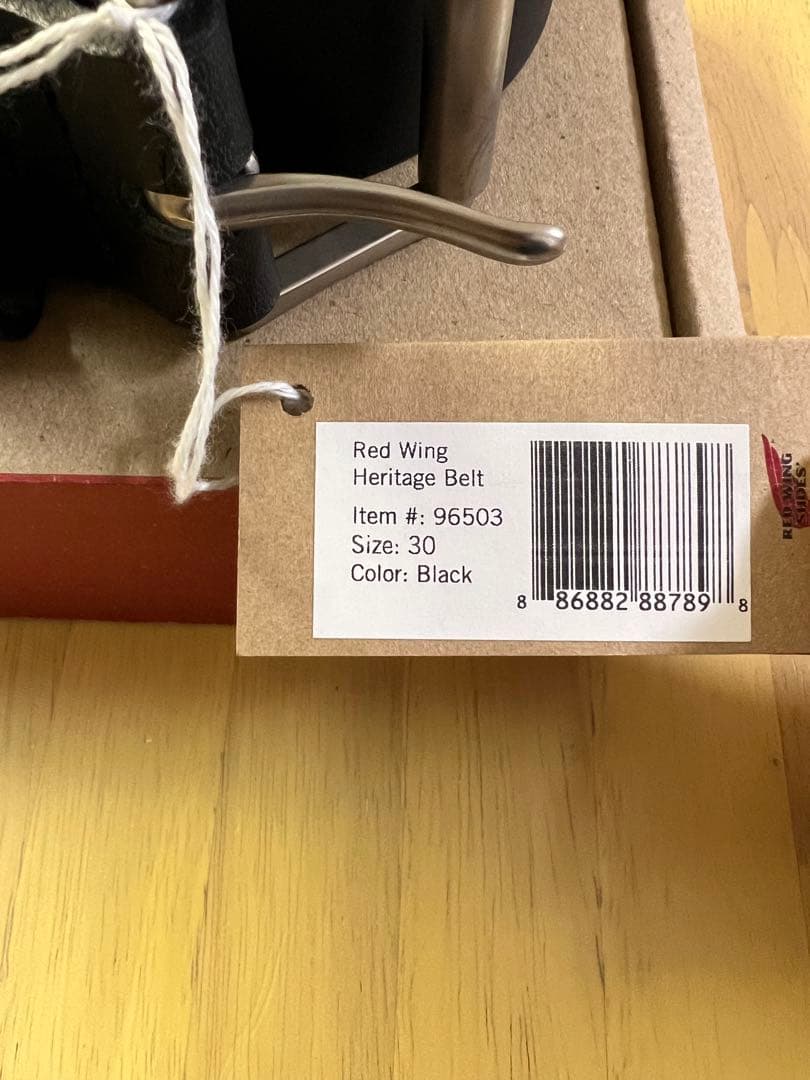 Red Wing
Heritage Belt
Item #: 96503
Size: 30
Color: Black
8 86882 88789 8
RED WING
SHOES